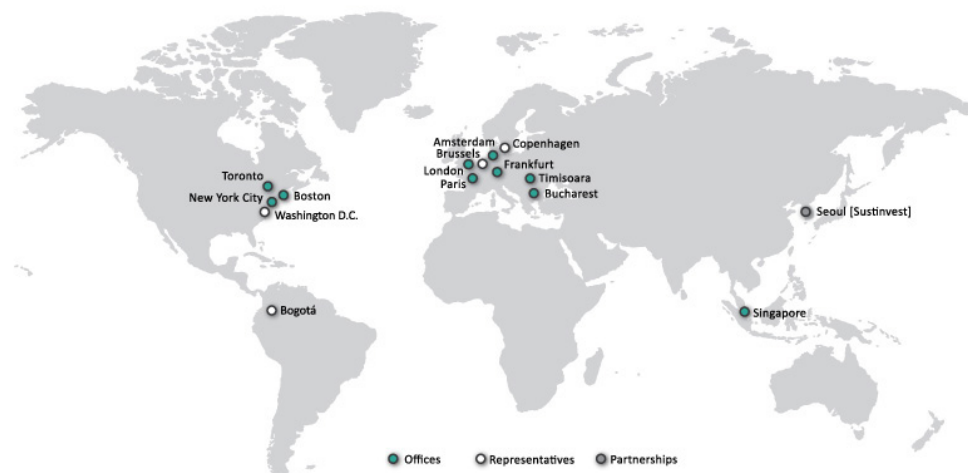 Amsterdam
Copenhagen
Brussels
Frankfurt
London
Paris
Timisoara
Bucharest
Toronto
New York City
Boston
Washington D.C.
Seoul [Sustinvest]
Bogotá
Singapore
Offices
Representatives
Partnerships